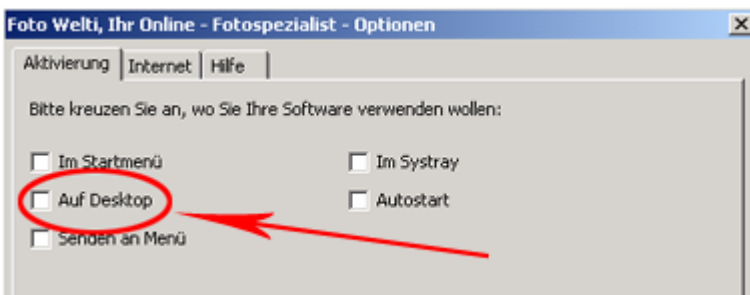 Foto Welti, Ihr Online - Fotospezialist - Optionen
Aktivierung Internet Hilfe
Bitte kreuzen Sie an, wo Sie Ihre Software verwenden wollen:
Im Startmenü Im Systray
Auf Desktop Autostart
Senden an Menü